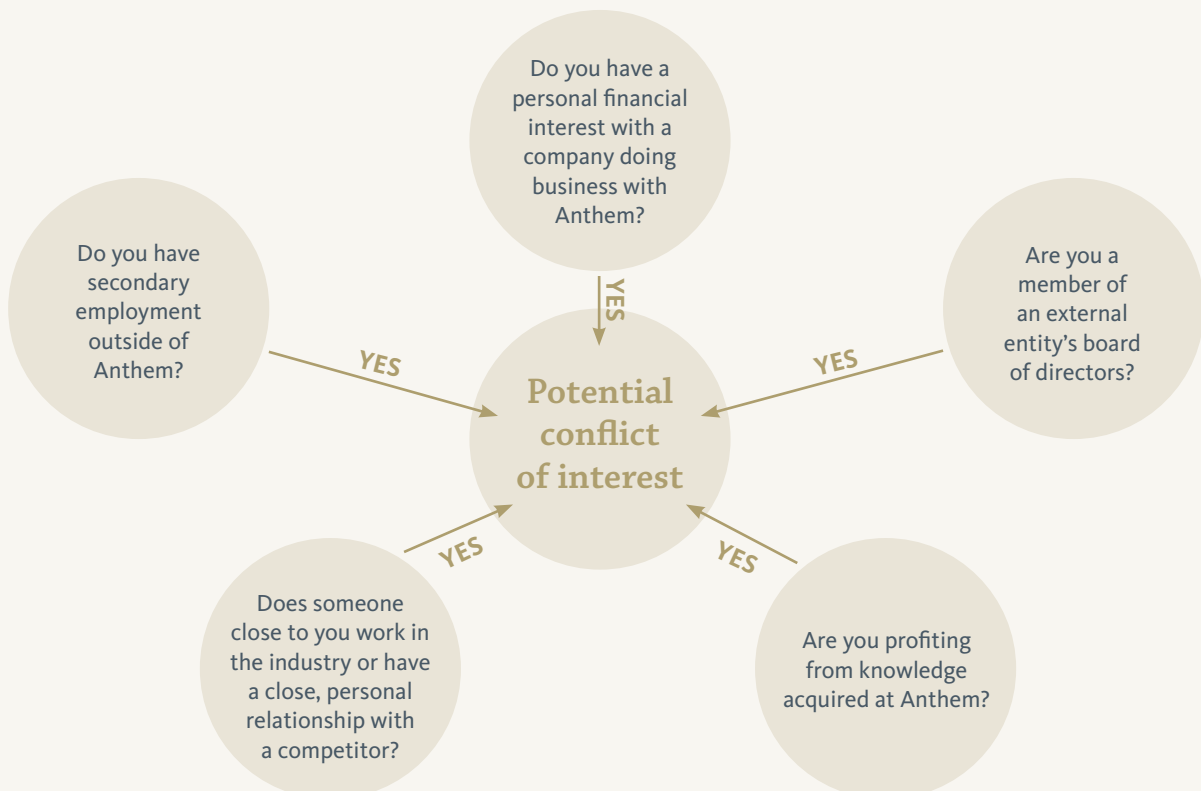 Do you have a
personal financial
interest with a
company doing
business with
Anthem?
Do you have
secondary
employment
outside of
Anthem?
Are you a
member of
an external
entity’s board
of directors?
YES
YES
YES
Potential
conflict
of interest
YES
YES
Does someone
close to you work in
the industry or have
a close, personal
relationship with
a competitor?
Are you profiting
from knowledge
acquired at Anthem?